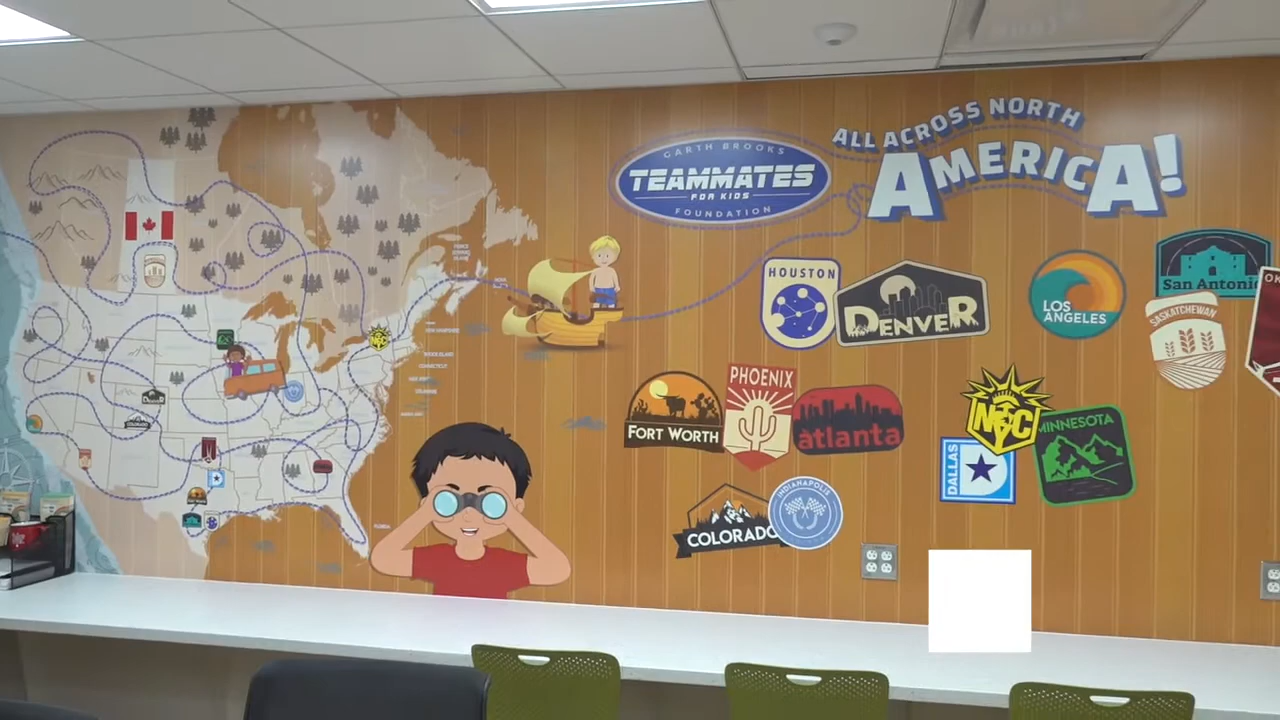 GARTH BROOKS
TEAMMATES
FOR KIDS
FOUNDATION
ALL ACROSS NORTH
AMERICA!
HOUSTON
DENVER
LOS
ANGELES
San Antonio
SASKATCHEWAN
OK
FORT WORTH
PHOENIX
atlanta
NYC
DALLAS
MINNESOTA
COLORADO
INDIANAPOLIS